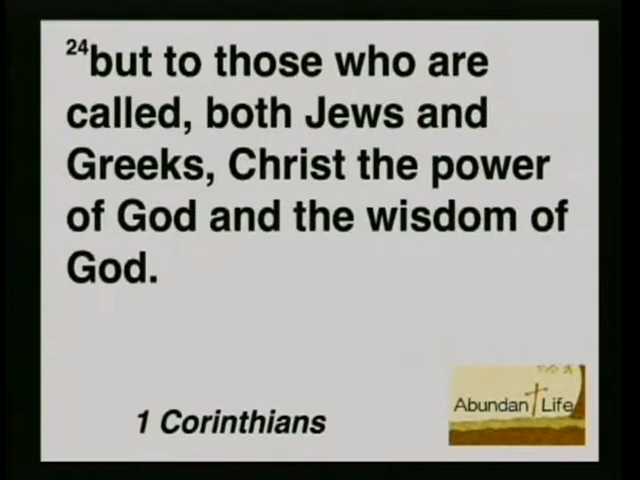 24but to those who are
called, both Jews and
Greeks, Christ the power
of God and the wisdom of
God.
1 Corinthians
Abundant Life